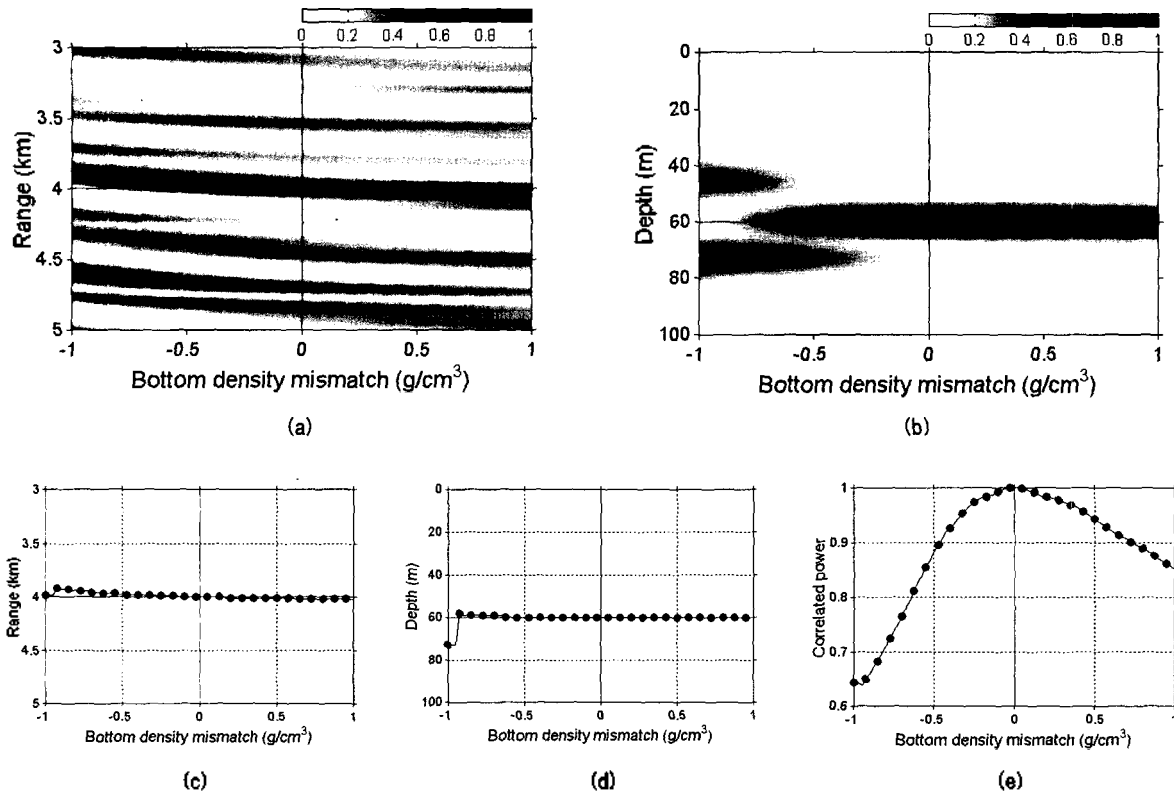 0 0.2 0.4 0.6 0.8 1
3
3.5
4
4.5
5
Range (km)
-1 -0.5 0 0.5 1
Bottom density mismatch (g/cm³)
(a)
0 0.2 0.4 0.6 0.8 1
0
20
40
60
80
100
Depth (m)
-1 -0.5 0 0.5 1
Bottom density mismatch (g/cm³)
(b)
3
3.5
4
4.5
5
Range (km)
-1 -0.5 0 0.5 1
Bottom density mismatch (g/cm³)
(c)
0
20
40
60
80
100
Depth (m)
-1 -0.5 0 0.5 1
Bottom density mismatch (g/cm³)
(d)
1
0.9
0.8
0.7
0.6
Correlated power
-1 -0.5 0 0.5 1
Bottom density mismatch (g/cm³)
(e)